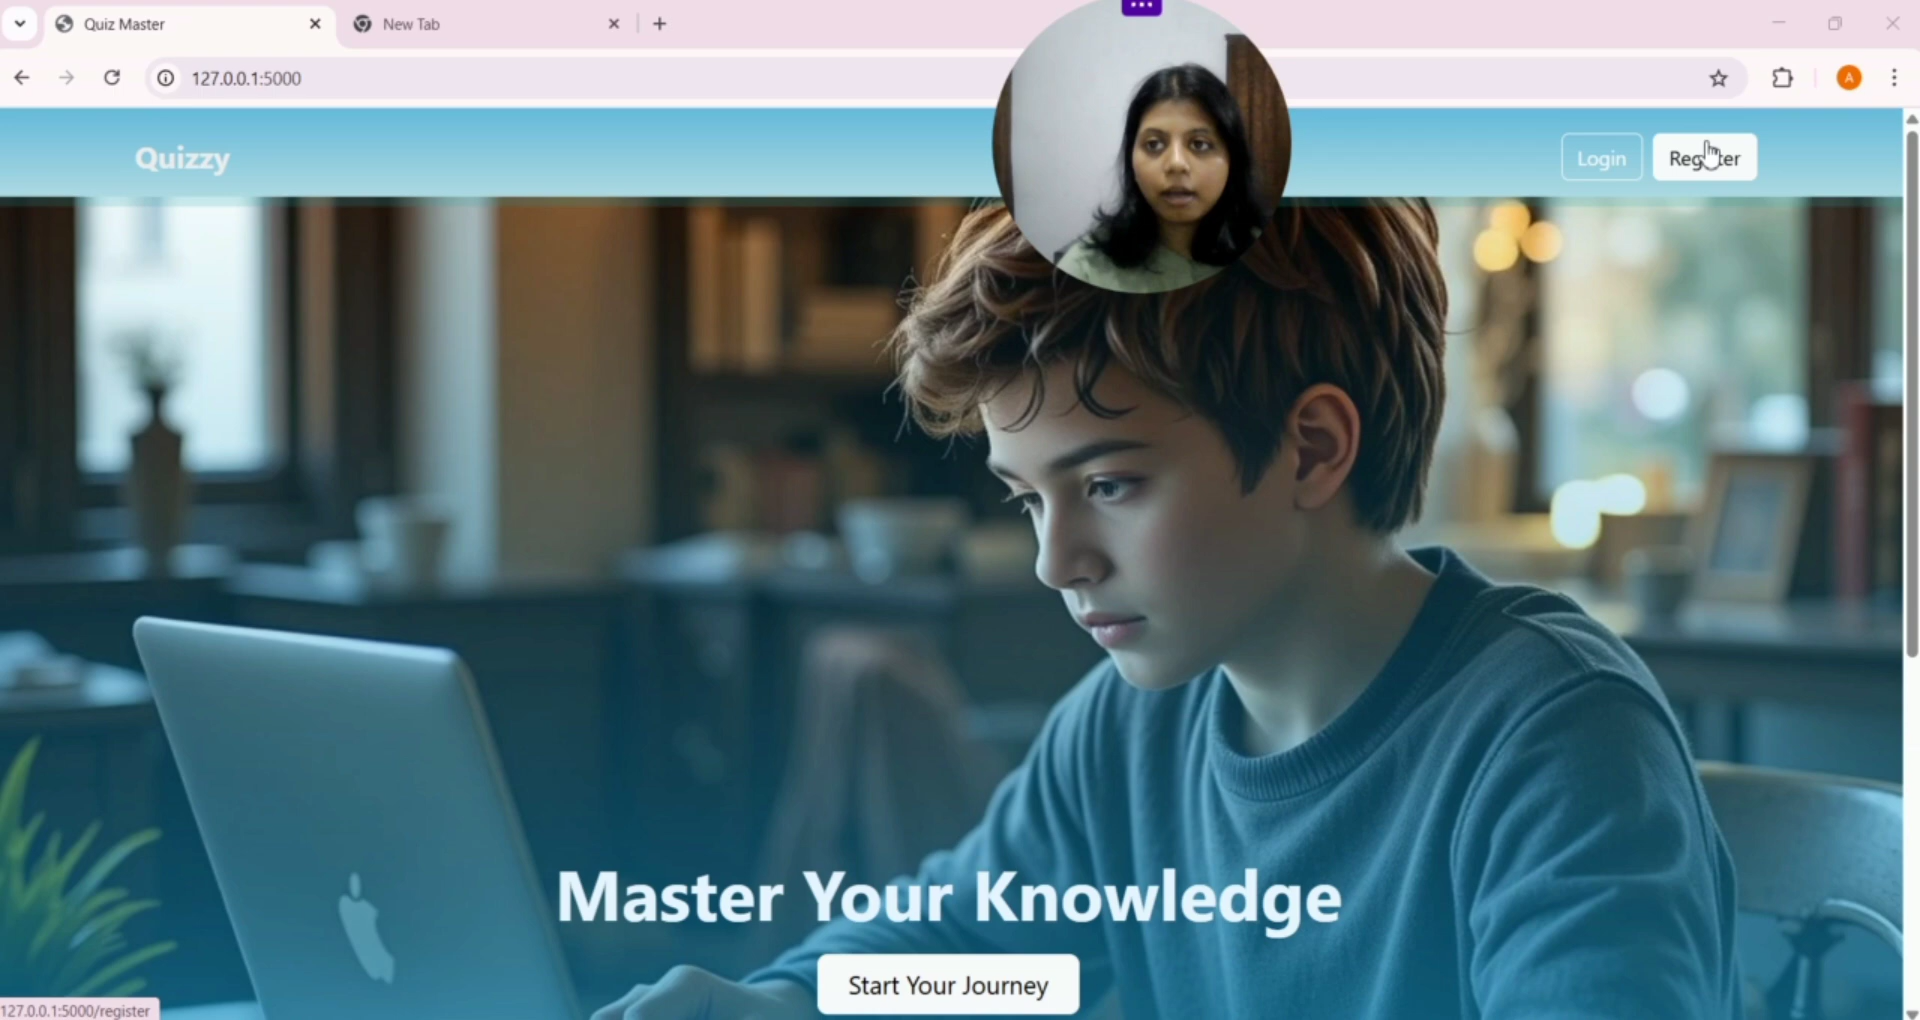 Quiz Master
New Tab
127.0.0.1:5000
A
Quizzy
Login
Register
Master Your Knowledge
Start Your Journey
127.0.0.1:5000/register